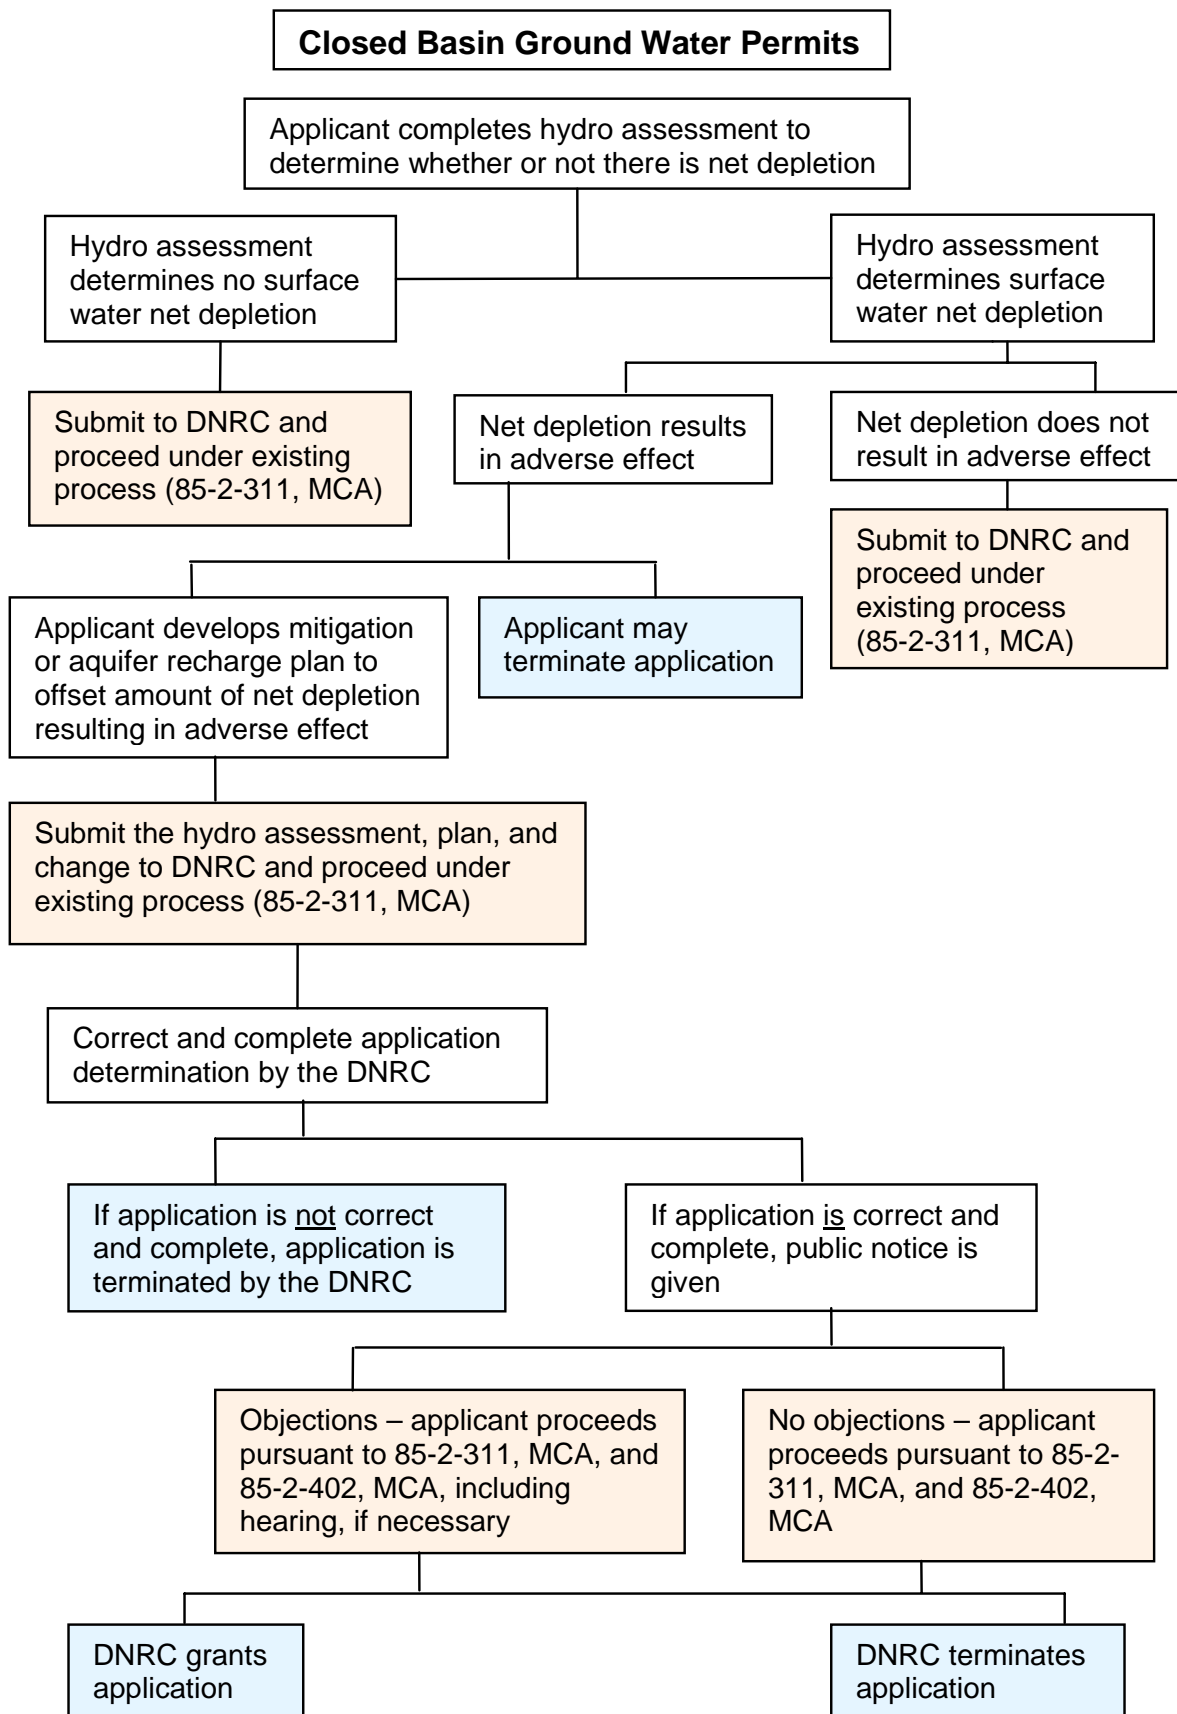 Closed Basin Ground Water Permits
Applicant completes hydro assessment to
determine whether or not there is net depletion
Hydro assessment
determines no surface
water net depletion
Hydro assessment
determines surface
water net depletion
Submit to DNRC and
proceed under existing
process (85-2-311, MCA)
Net depletion results
in adverse effect
Net depletion does not
result in adverse effect
Submit to DNRC and
proceed under
existing process
(85-2-311, MCA)
Applicant develops mitigation
or aquifer recharge plan to
offset amount of net depletion
resulting in adverse effect
Applicant may
terminate application
Submit the hydro assessment, plan, and
change to DNRC and proceed under
existing process (85-2-311, MCA)
Correct and complete application
determination by the DNRC
If application is not correct
and complete, application is
terminated by the DNRC
If application is correct and
complete, public notice is
given
Objections – applicant proceeds
pursuant to 85-2-311, MCA, and
85-2-402, MCA, including
hearing, if necessary
No objections – applicant
proceeds pursuant to 85-2-
311, MCA, and 85-2-402,
MCA
DNRC grants
application
DNRC terminates
application